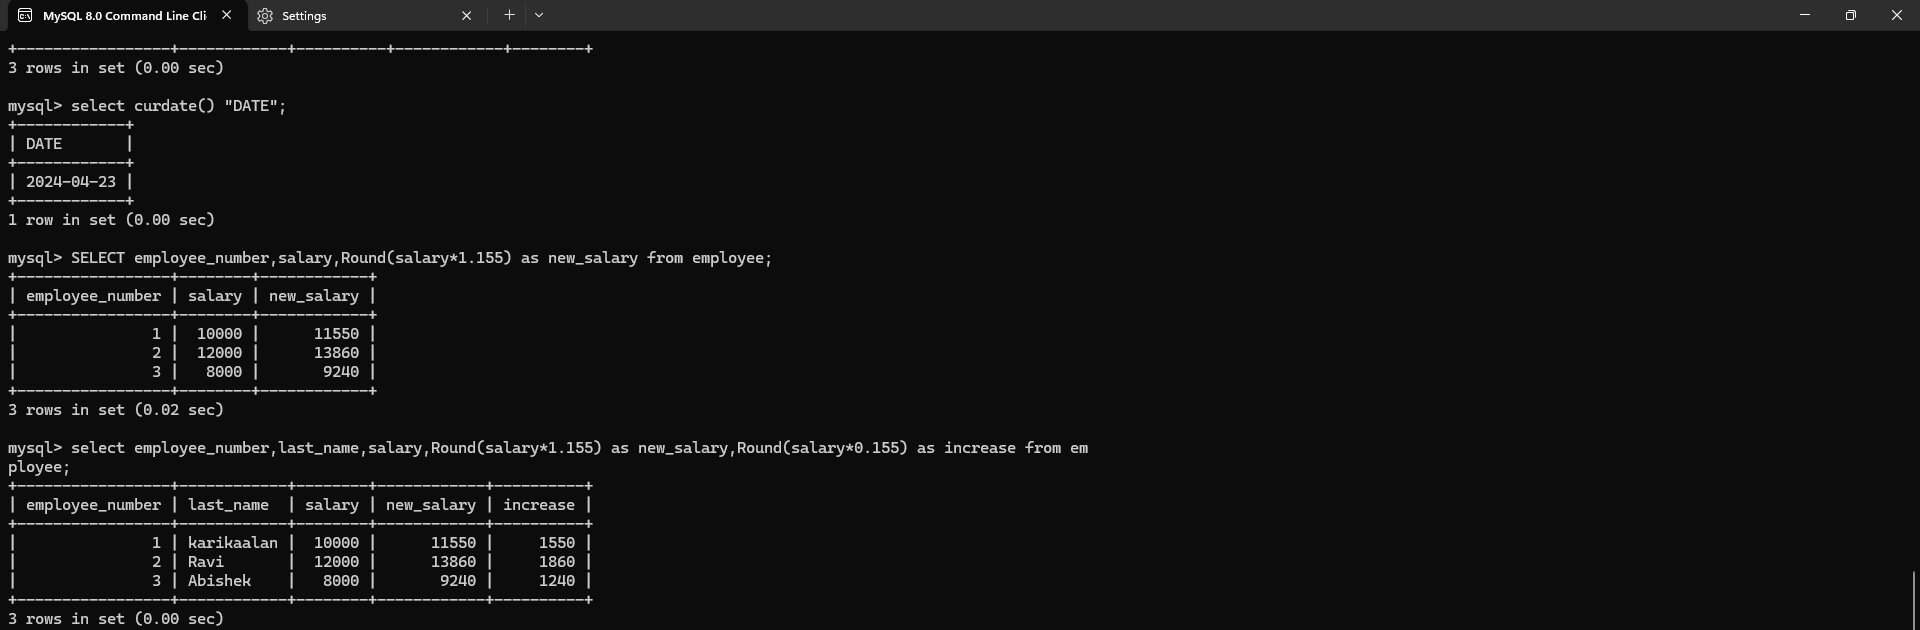 MySQL 8.0 Command Line Cli
Settings
+-----------------+------------+----------+------------+--------+
3 rows in set (0.00 sec)
mysql> select curdate() "DATE";
+------------+
| DATE       |
+------------+
| 2024-04-23 |
+------------+
1 row in set (0.00 sec)
mysql> SELECT employee_number,salary,Round(salary*1.155) as new_salary from employee;
+-----------------+--------+------------+
| employee_number | salary | new_salary |
+-----------------+--------+------------+
|               1 |  10000 |      11550 |
|               2 |  12000 |      13860 |
|               3 |   8000 |       9240 |
+-----------------+--------+------------+
3 rows in set (0.02 sec)
mysql> select employee_number,last_name,salary,Round(salary*1.155) as new_salary,Round(salary*0.155) as increase from em
ployee;
+-----------------+------------+--------+------------+----------+
| employee_number | last_name  | salary | new_salary | increase |
+-----------------+------------+--------+------------+----------+
|               1 | karikaalan |  10000 |      11550 |     1550 |
|               2 | Ravi       |  12000 |      13860 |     1860 |
|               3 | Abishek    |   8000 |       9240 |     1240 |
+-----------------+------------+--------+------------+----------+
3 rows in set (0.00 sec)